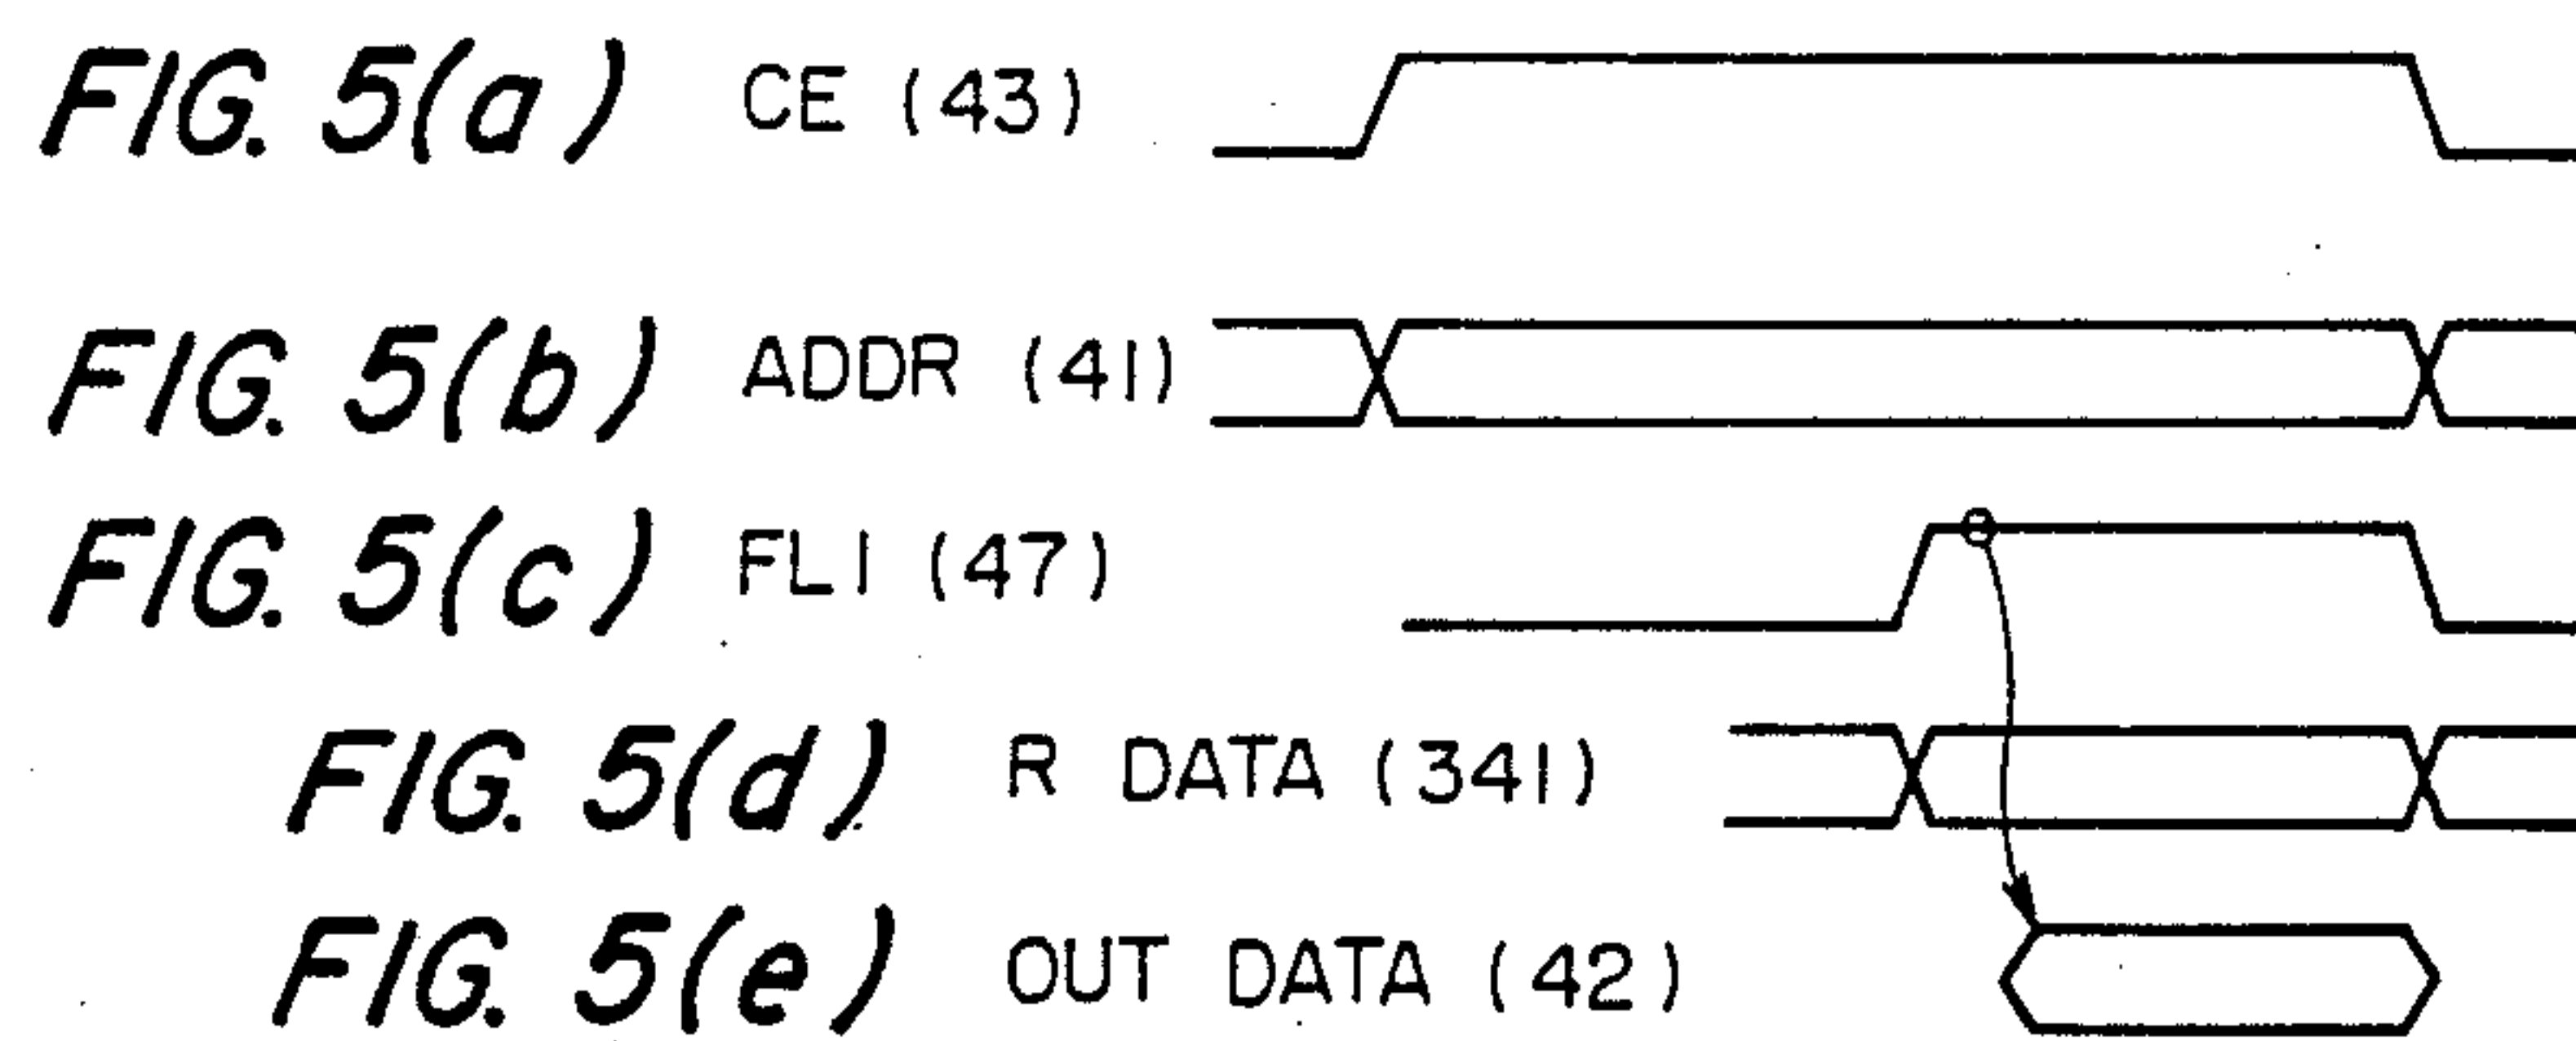 FIG. 5(a) CE (43)
FIG. 5(b) ADDR (41)
FIG. 5(c) FL1 (47)
FIG. 5(d) R DATA (341)
FIG. 5(e) OUT DATA (42)